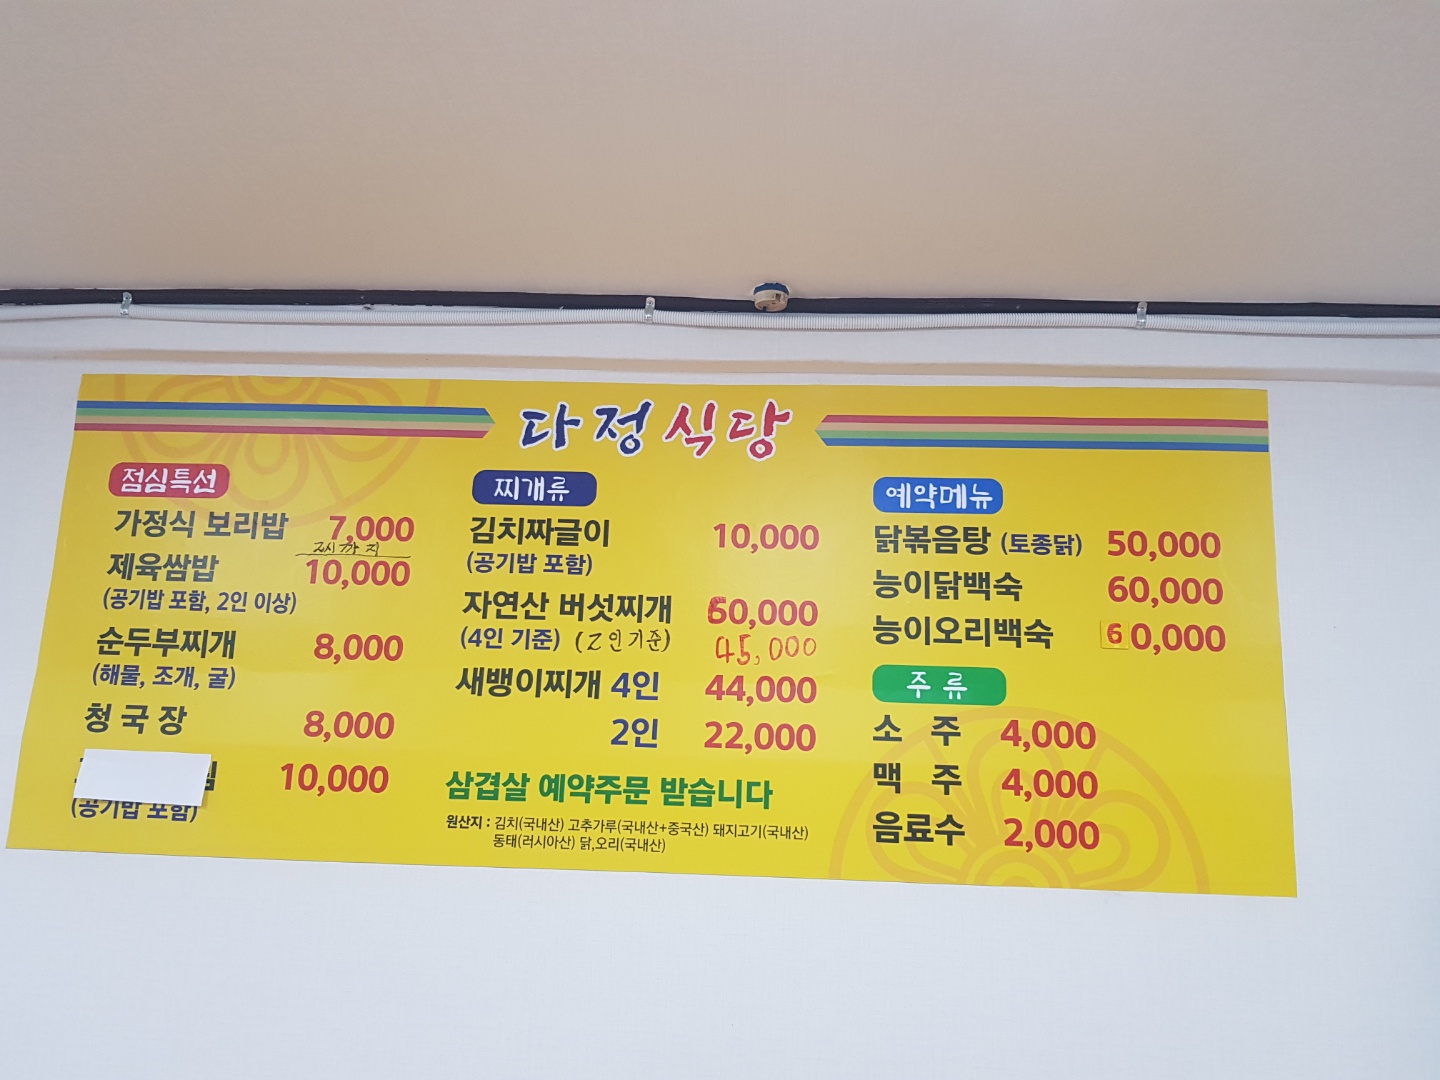 다정식당
점심특선
가정식 보리밥 7,000
2시까지
제육쌈밥 10,000
(공기밥 포함, 2인 이상)
순두부찌개 8,000
(해물, 조개, 굴)
청국장 8,000
10,000
(공기밥 포함)
찌개류
김치짜글이 10,000
(공기밥 포함)
자연산 버섯찌개 60,000
(4인 기준) (2인 기준) 45,000
새뱅이찌개 4인 44,000
2인 22,000
삼겹살 예약주문 받습니다
원산지 : 김치(국내산) 고추가루(국내산+중국산) 돼지고기(국내산)
동태(러시아산) 닭,오리(국내산)
예약메뉴
닭볶음탕 (토종닭) 50,000
능이닭백숙 60,000
능이오리백숙 60,000
주류
소주 4,000
맥주 4,000
음료수 2,000